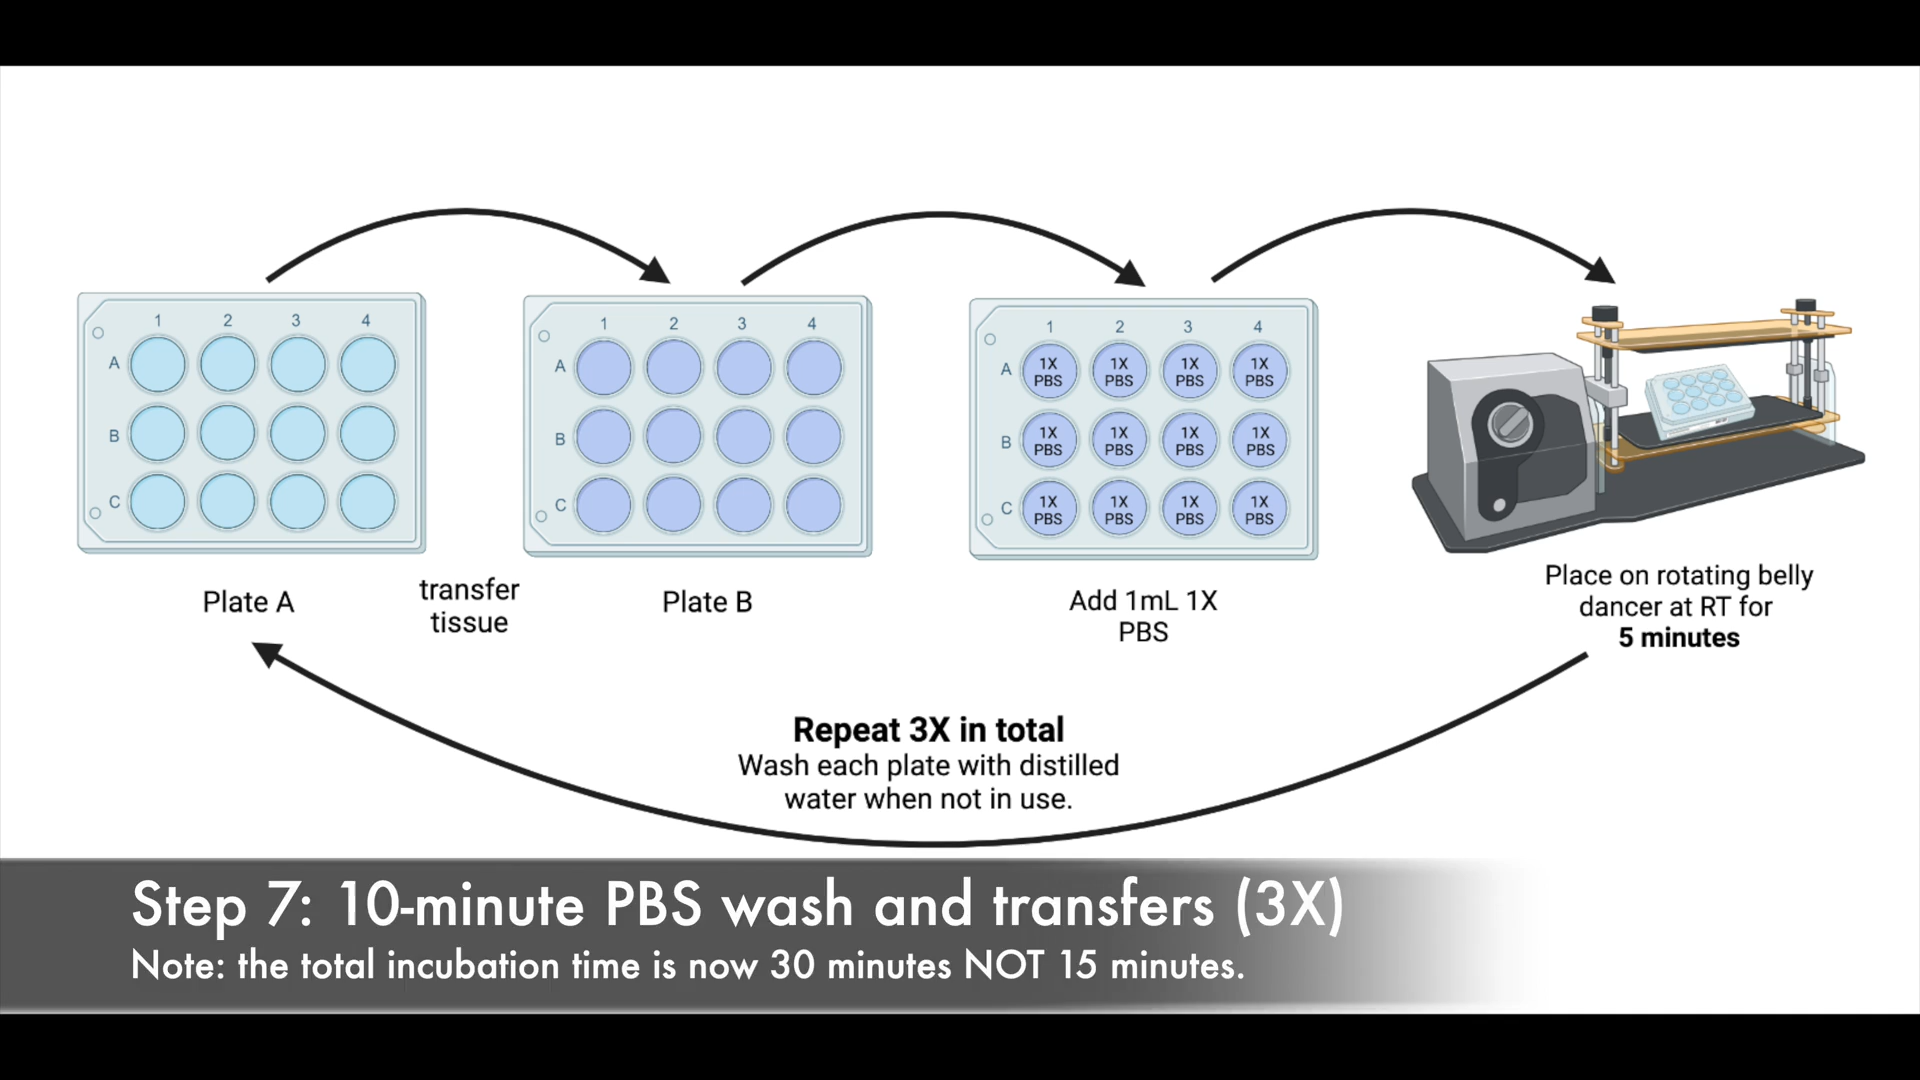 1 2 3 4
A
B
C
1 2 3 4
A
B
C
1 2 3 4
A 1X PBS 1X PBS 1X PBS 1X PBS
B 1X PBS 1X PBS 1X PBS 1X PBS
C 1X PBS 1X PBS 1X PBS 1X PBS
Plate A
transfer
tissue
Plate B
Add 1mL 1X
PBS
Place on rotating belly
dancer at RT for
5 minutes
Repeat 3X in total
Wash each plate with distilled
water when not in use.
Step 7: 10-minute PBS wash and transfers (3X)
Note: the total incubation time is now 30 minutes NOT 15 minutes.